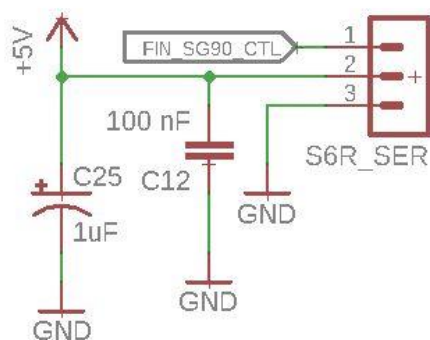 +5V
FIN_SG90_CTL
1
2
3
100 nF
S6R_SER
C25
C12
1uF
GND
GND
GND